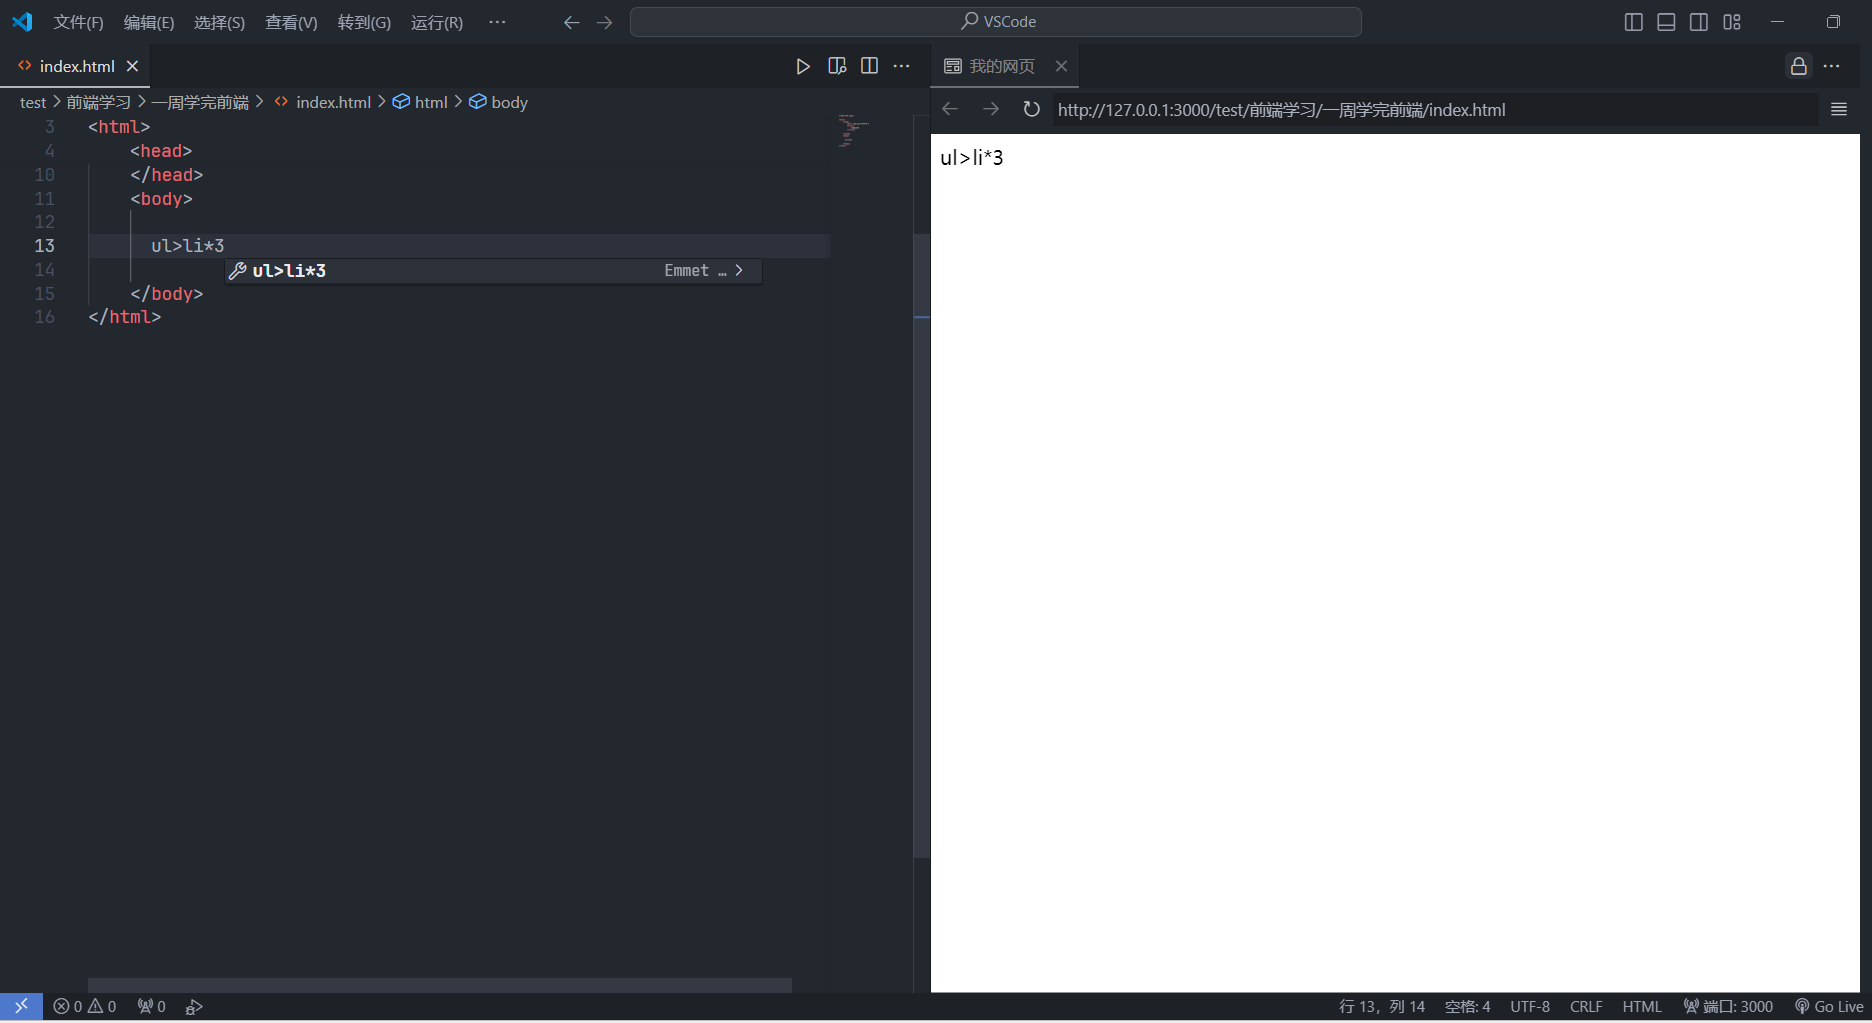 文件(F) 编辑(E) 选择(S) 查看(V) 转到(G) 运行(R) ··· VSCode
index.html
test > 前端学习 > 一周学完前端 > index.html > html > body
3 <html>
4 <head>
10 </head>
11 <body>
12
13 ul>li*3
ul>li*3 Emmet … >
14
15 </body>
16 </html>
我的网页
http://127.0.0.1:3000/test/前端学习/一周学完前端/index.html
ul>li*3
0 0 0 行 13，列 14 空格: 4 UTF-8 CRLF HTML 端口: 3000 Go Live